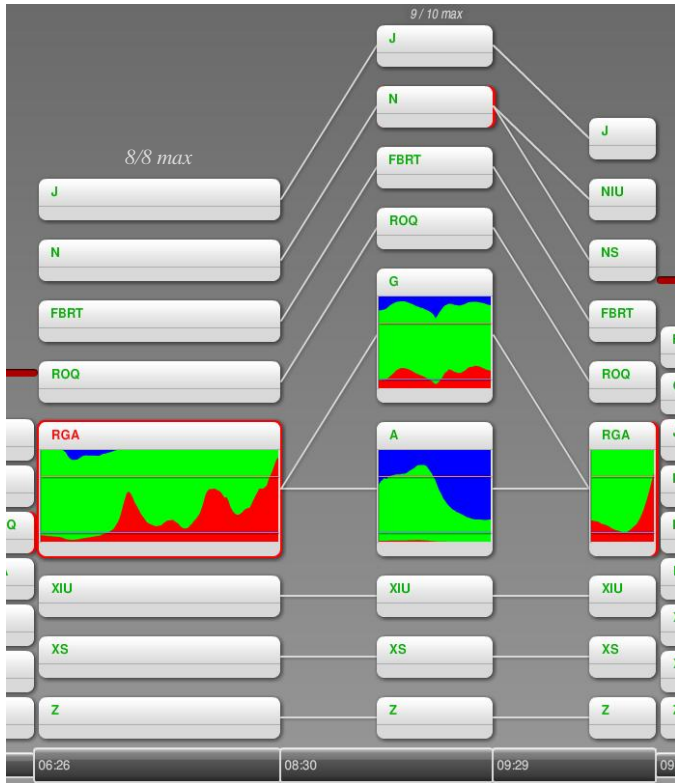 9 / 10 max
J
N
8/8 max
J
FBRT
J
NIU
ROQ
N
NS
G
FBRT
FBRT
ROQ
ROQ
RGA
A
RGA
Q
XIU
XIU
XIU
XS
XS
XS
Z
Z
Z
06:26
08:30
09:29
09